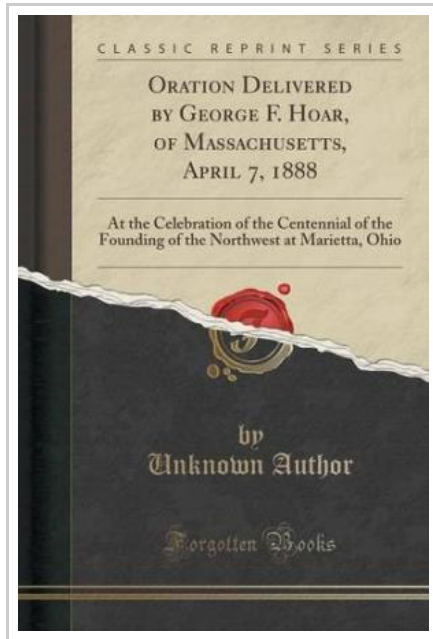 CLASSIC REPRINT SERIES
ORATION DELIVERED
BY GEORGE F. HOAR,
OF MASSACHUSETTS,
APRIL 7, 1888
At the Celebration of the Centennial of the
Founding of the Northwest at Marietta, Ohio
by
Unknown Author
Forgotten Books